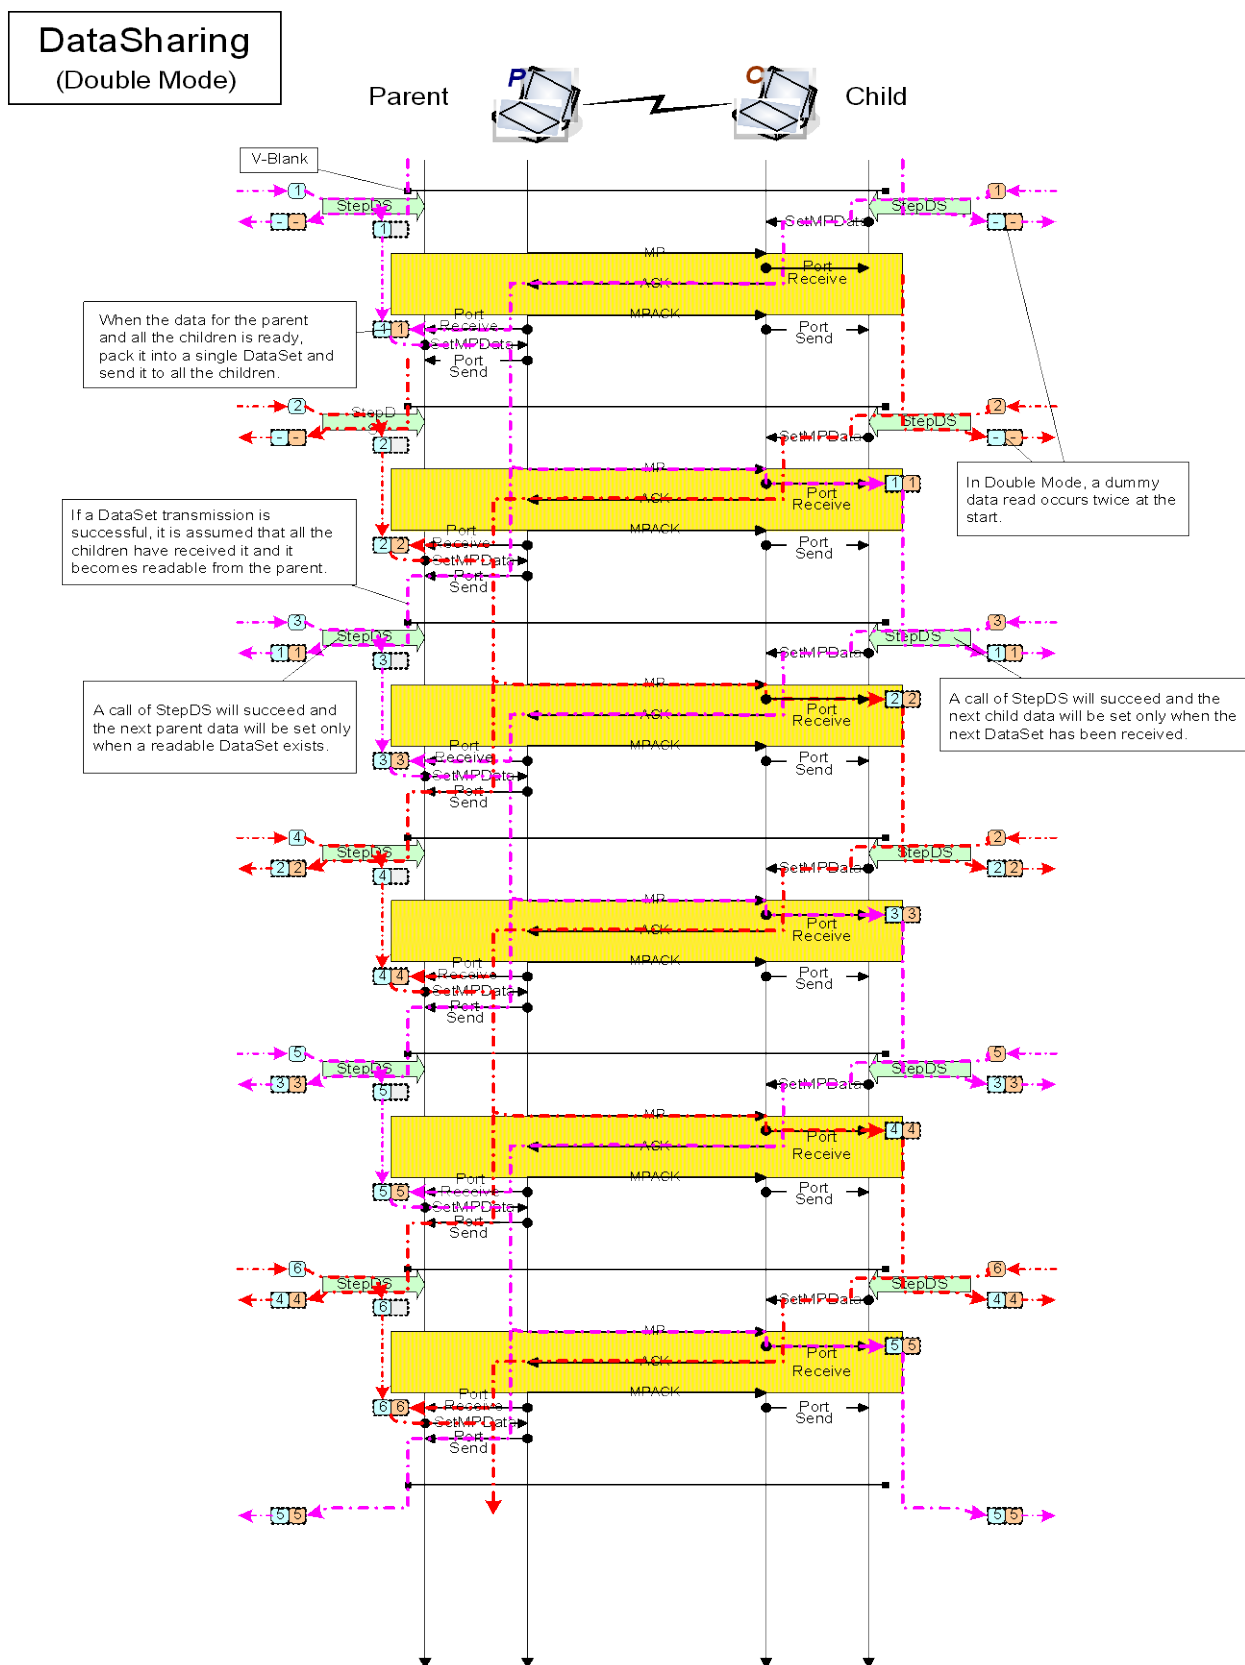 DataSharing
(Double Mode)
Parent
P
C
Child
V-Blank
1
1
StepDS
StepDS
- -
- -
1
SetMPData
MP
Port
Receive
ACK
When the data for the parent
and all the children is ready,
pack it into a single DataSet and
send it to all the children.
MPACK
Port
Receive
1 1
SetMPData
Port
Send
Port
Send
2
2
StepD
S
StepDS
- -
- -
2
SetMPData
MP
1 1
Port
Receive
ACK
In Double Mode, a dummy
data read occurs twice at the
start.
If a DataSet transmission is
successful, it is assumed that all the
children have received it and it
becomes readable from the parent.
MPACK
Port
Receive
2 2
SetMPData
Port
Send
Port
Send
3
3
StepDS
StepDS
1 1
1 1
3
SetMPData
MP
2 2
Port
Receive
ACK
A call of StepDS will succeed and
the next parent data will be set only
when a readable DataSet exists.
A call of StepDS will succeed and the
next child data will be set only when the
next DataSet has been received.
MPACK
Port
Receive
3 3
SetMPData
Port
Send
Port
Send
4
2
StepDS
StepDS
2 2
2 2
4
SetMPData
MP
3 3
Port
Receive
ACK
MPACK
Port
Receive
4 4
SetMPData
Port
Send
Port
Send
5
5
StepDS
StepDS
3 3
3 3
5
SetMPData
MP
4 4
Port
Receive
ACK
MPACK
Port
Receive
5 5
SetMPData
Port
Send
Port
Send
6
6
StepDS
StepDS
4 4
4 4
6
SetMPData
MP
5 5
Port
Receive
ACK
MPACK
Port
Receive
6 6
SetMPData
Port
Send
Port
Send
5 5
5 5